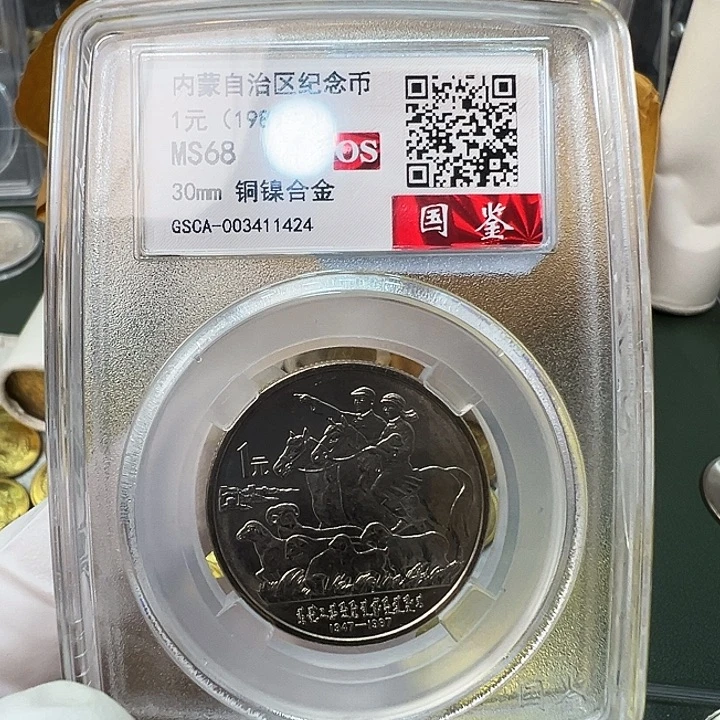 内蒙自治区纪念币
1元（198
MS68
OS
30mm 铜镍合金
GSCA-003411424
国鉴
1元
1947—1987
国